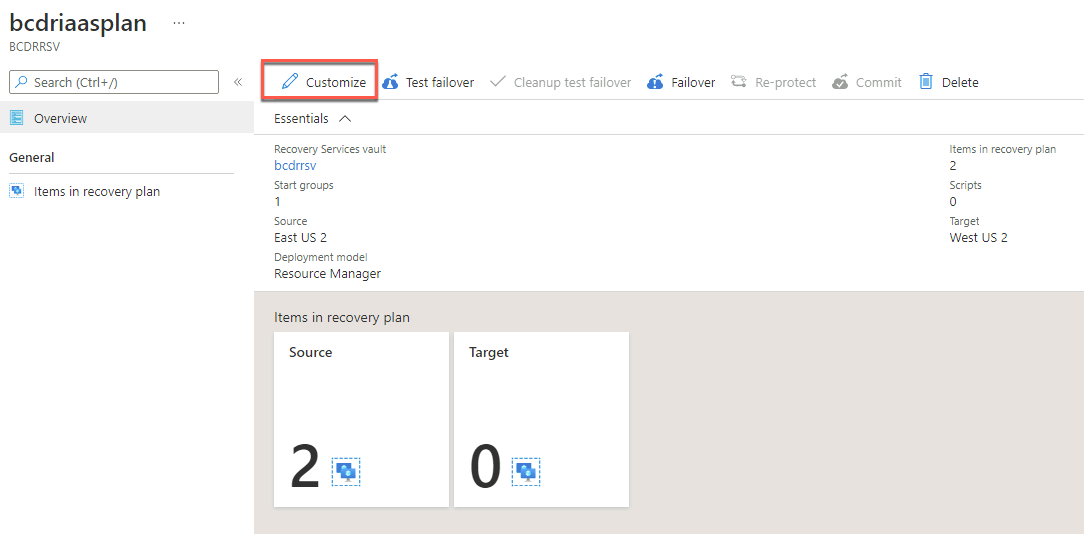 bcdriaasplan ...
BCDRRSV
Search (Ctrl+/) «
Overview
General
Items in recovery plan
Customize Test failover Cleanup test failover Failover Re-protect Commit Delete
Essentials
Recovery Services vault
bcdrrsv
Start groups
1
Source
East US 2
Deployment model
Resource Manager
Items in recovery plan
2
Scripts
0
Target
West US 2
Items in recovery plan
Source
2
Target
0